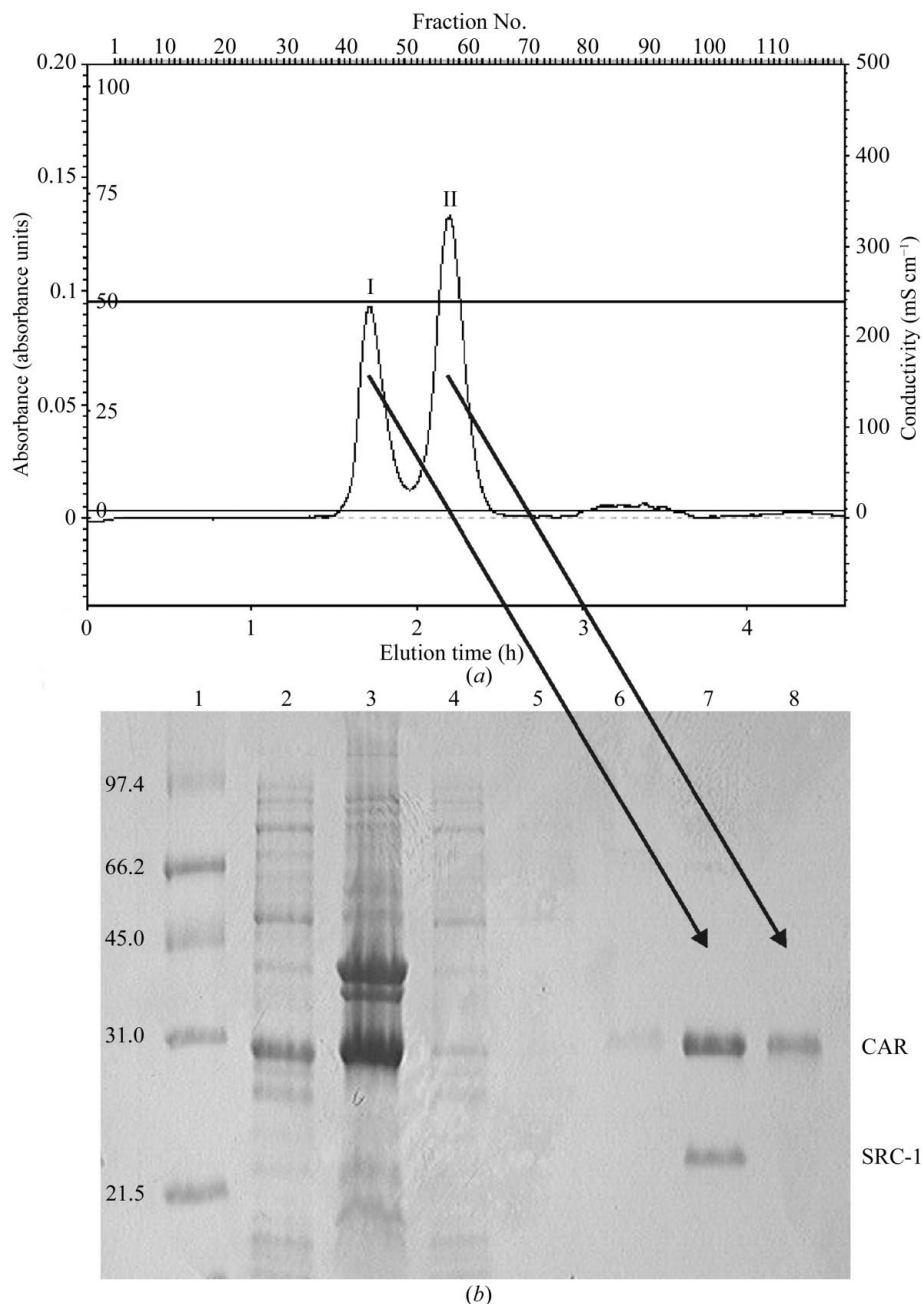 Fraction No.
1 10 20 30 40 50 60 70 80 90 100 110
0.20 100 500
400
0.15 75
I II
Absorbance (absorbance units)
Conductivity (mS cm⁻¹)
300
0.1 50
200
0.05 25
100
0 0 0
0 1 2 3 4
Elution time (h)
(a)
1 2 3 4 5 6 7 8
97.4
66.2
45.0
31.0 CAR
SRC-1
21.5
(b)